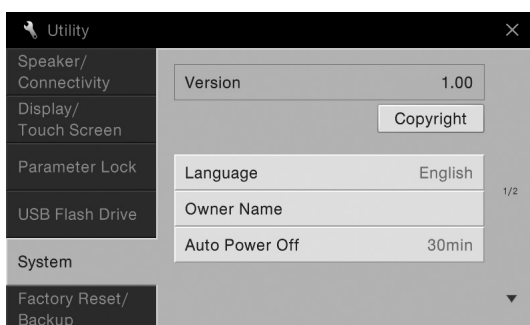 Utility
Speaker/
Connectivity
Display/
Touch Screen
Parameter Lock
USB Flash Drive
System
Factory Reset/
Backup
Version 1.00
Copyright
Language English
Owner Name
Auto Power Off 30min
1/2